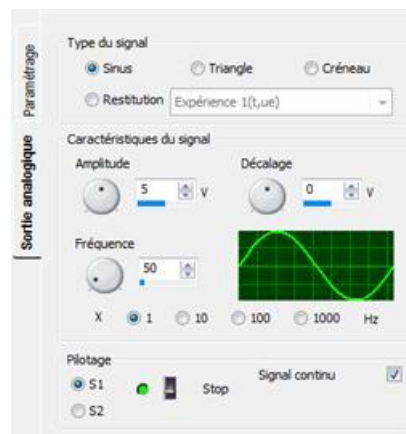 Paramétrage
Sortie analogique
Type du signal
Sinus Triangle Créneau
Restitution Expérience 1(t,ue)
Caractéristiques du signal
Amplitude Décalage
5 V 0 V
Fréquence
50
X 1 10 100 1000 Hz
Pilotage
S1 Stop Signal continu
S2